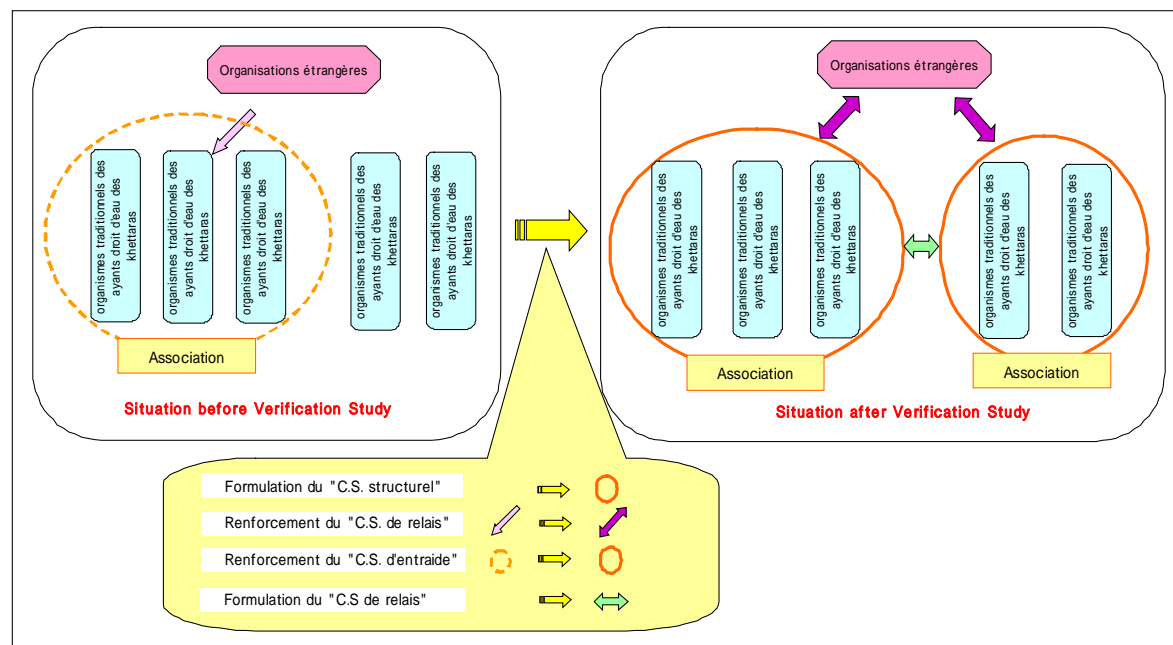 Organisations étrangères
organismes traditionnels des
ayants droit d'eau des
khettaras
organismes traditionnels des
ayants droit d'eau des
khettaras
organismes traditionnels des
ayants droit d'eau des
khettaras
organismes traditionnels des
ayants droit d'eau des
khettaras
organismes traditionnels des
ayants droit d'eau des
khettaras
Association
Situation before Verification Study
Organisations étrangères
organismes traditionnels des
ayants droit d'eau des
khettaras
organismes traditionnels des
ayants droit d'eau des
khettaras
organismes traditionnels des
ayants droit d'eau des
khettaras
organismes traditionnels des
ayants droit d'eau des
khettaras
organismes traditionnels des
ayants droit d'eau des
khettaras
Association
Association
Situation after Verification Study
Formulation du "C.S. structurel"
Renforcement du "C.S. de relais"
Renforcement du "C.S. d'entraide"
Formulation du "C.S de relais"